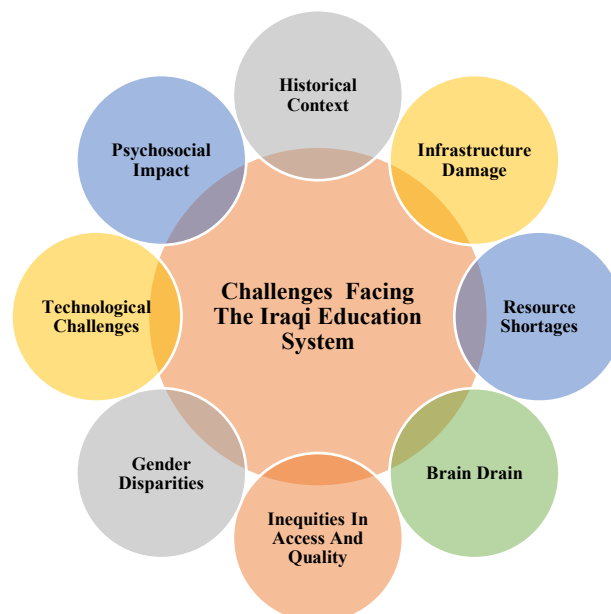 Historical
Context
Infrastructure
Damage
Resource
Shortages
Brain Drain
Inequities In
Access And
Quality
Gender
Disparities
Technological
Challenges
Psychosocial
Impact
Challenges Facing
The Iraqi Education
System